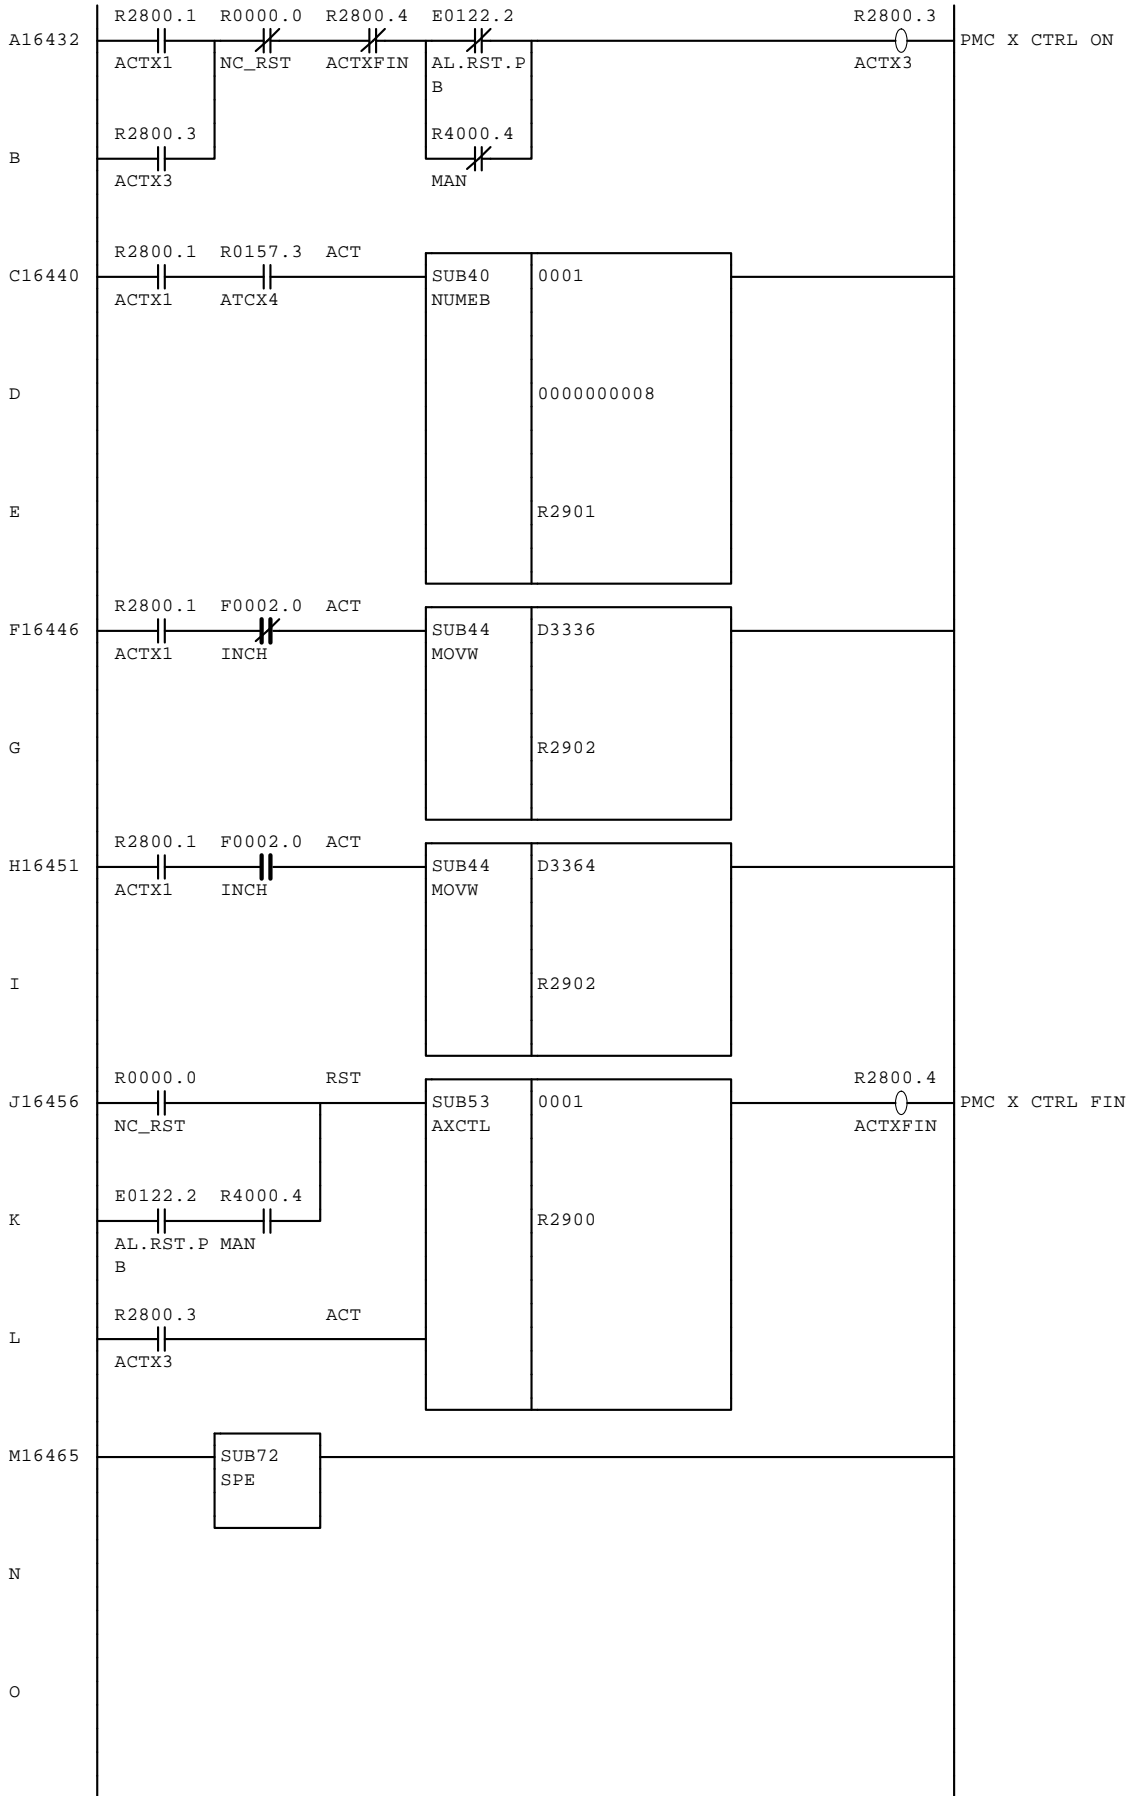 R2800.1 R0000.0 R2800.4 E0122.2 R2800.3
A16432 PMC X CTRL ON
ACTX1 NC_RST ACTXFIN AL.RST.P ACTX3
B
R2800.3 R4000.4
B
ACTX3 MAN
R2800.1 R0157.3 ACT
C16440 SUB40 0001
ACTX1 ATCX4 NUMEB
D 0000000008
E R2901
R2800.1 F0002.0 ACT
F16446 SUB44 D3336
ACTX1 INCH MOVW
G R2902
R2800.1 F0002.0 ACT
H16451 SUB44 D3364
ACTX1 INCH MOVW
I R2902
R0000.0 RST R2800.4
J16456 SUB53 0001 PMC X CTRL FIN
NC_RST AXCTL ACTXFIN
E0122.2 R4000.4
K R2900
AL.RST.P MAN
B
R2800.3 ACT
L
ACTX3
M16465 SUB72
SPE
N
O